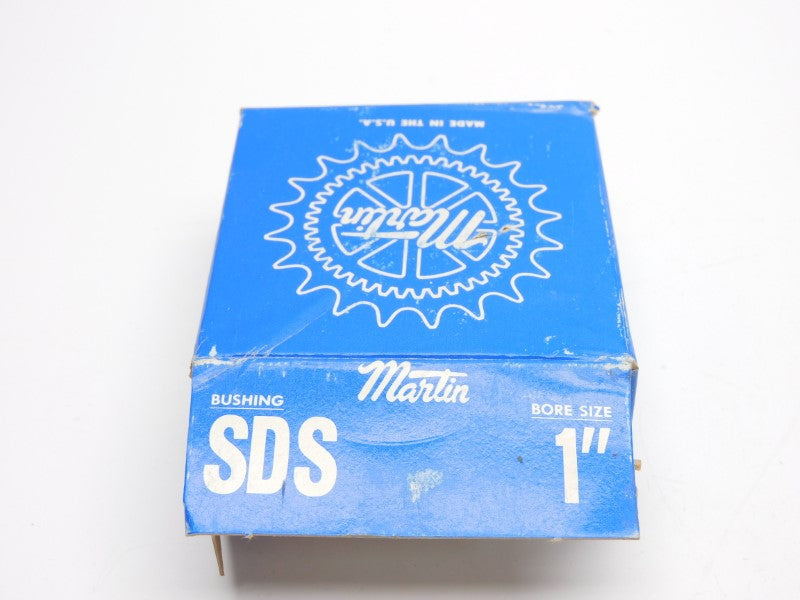 MADE IN THE U.S.A.
Martin
Martin
BUSHING
SDS
BORE SIZE
1"